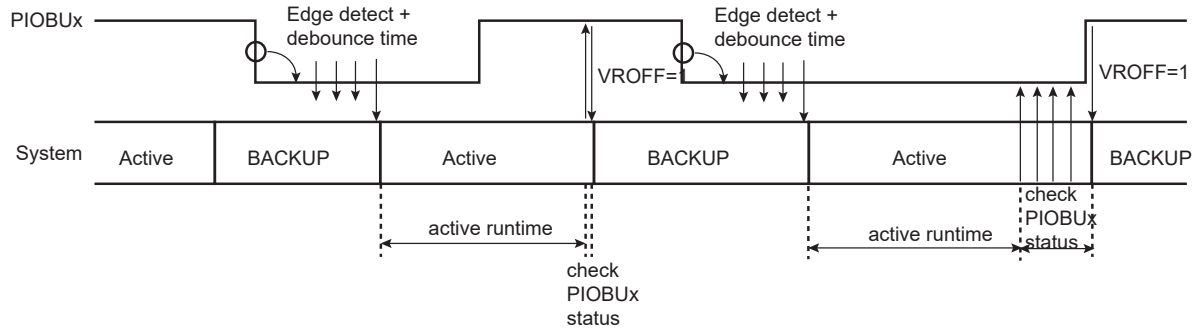 PIOBUx
Edge detect +
debounce time
VROFF=1
Edge detect +
debounce time
VROFF=1
System
Active
BACKUP
Active
BACKUP
Active
BACKUP
active runtime
check
PIOBUx
status
active runtime
check
PIOBUx
status